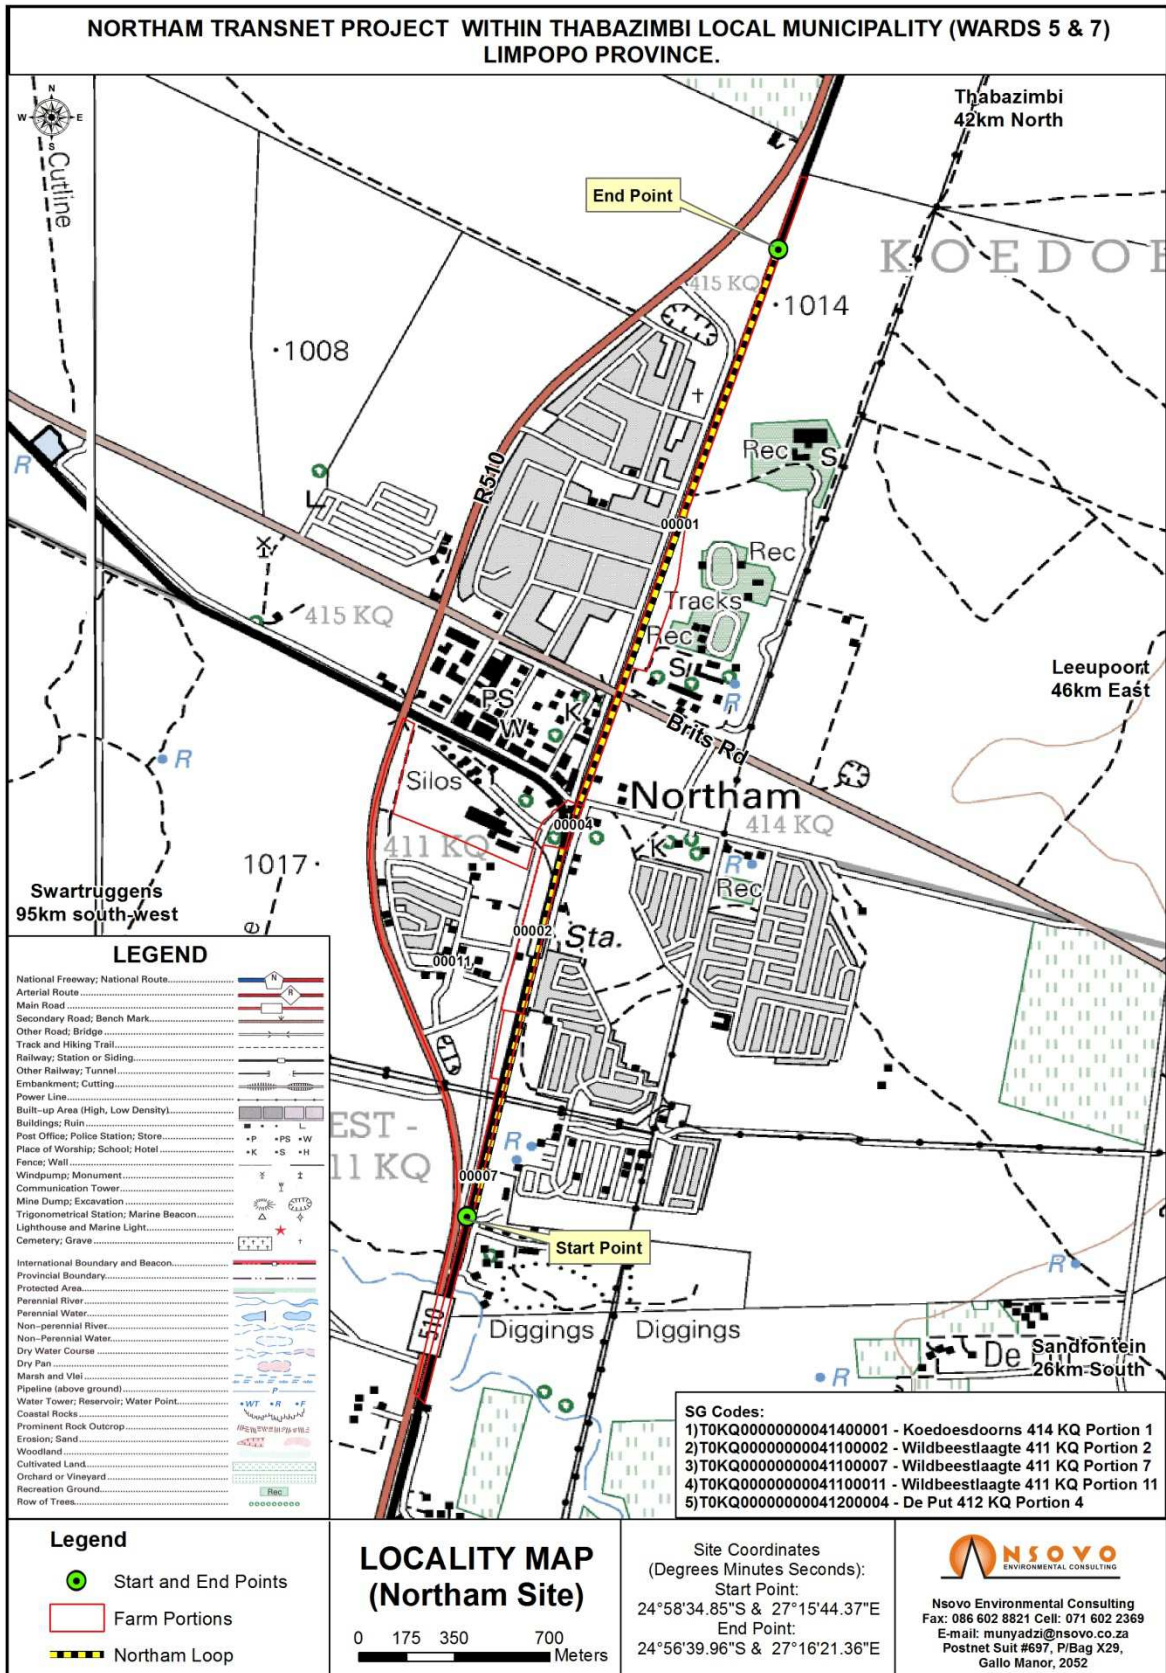 NORTHAM TRANSNET PROJECT WITHIN THABAZIMBI LOCAL MUNICIPALITY (WARDS 5 & 7)
LIMPOPO PROVINCE.
N
W E
S
Cutline
Thabazimbi
42km North
End Point
KOEDOE
415 KQ
1014
1008
R510
Rec
S
R
00001
Rec
Tracks
415 KQ
Rec
S
R
Leeupoort
46km East
PS
W
K
Brits Rd
R
Silos
Northam
00004
414 KQ
411 KQ
K
R
1017
Rec
Swartruggens
95km south-west
e
00002
Sta.
00011
EST -
11 KQ
R
00007
Start Point
R
510
Diggings
Diggings
De
Sandfontein
26km South
R
LEGEND
National Freeway; National Route N
Arterial Route R
Main Road
Secondary Road; Bench Mark
Other Road; Bridge
Track and Hiking Trail
Railway; Station or Siding
Other Railway; Tunnel
Embankment; Cutting
Power Line
Built-up Area (High, Low Density)
Buildings; Ruin
Post Office; Police Station; Store •P •PS •W
Place of Worship; School; Hotel •K •S •H
Fence; Wall
Windpump; Monument
Communication Tower
Mine Dump; Excavation
Trigonometrical Station; Marine Beacon
Lighthouse and Marine Light
Cemetery; Grave
International Boundary and Beacon
Provincial Boundary
Protected Area
Perennial River
Perennial Water
Non-perennial River
Non-Perennial Water
Dry Water Course
Dry Pan
Marsh and Vlei
Pipeline (above ground) P
Water Tower; Reservoir; Water Point •WT •R •F
Coastal Rocks
Prominent Rock Outcrop
Erosion; Sand
Woodland
Cultivated Land
Orchard or Vineyard
Recreation Ground Rec
Row of Trees
SG Codes:
1)T0KQ00000000041400001 - Koedoesdoorns 414 KQ Portion 1
2)T0KQ00000000041100002 - Wildbeestlaagte 411 KQ Portion 2
3)T0KQ00000000041100007 - Wildbeestlaagte 411 KQ Portion 7
4)T0KQ00000000041100011 - Wildbeestlaagte 411 KQ Portion 11
5)T0KQ00000000041200004 - De Put 412 KQ Portion 4
Legend
Start and End Points
Farm Portions
Northam Loop
LOCALITY MAP
(Northam Site)
0 175 350 700
Meters
Site Coordinates
(Degrees Minutes Seconds):
Start Point:
24°58'34.85"S & 27°15'44.37"E
End Point:
24°56'39.96"S & 27°16'21.36"E
NSOVO
ENVIRONMENTAL CONSULTING
Nsovo Environmental Consulting
Fax: 086 602 8821 Cell: 071 602 2369
E-mail: munyadzi@nsovo.co.za
Postnet Suit #697, P/Bag X29,
Gallo Manor, 2052